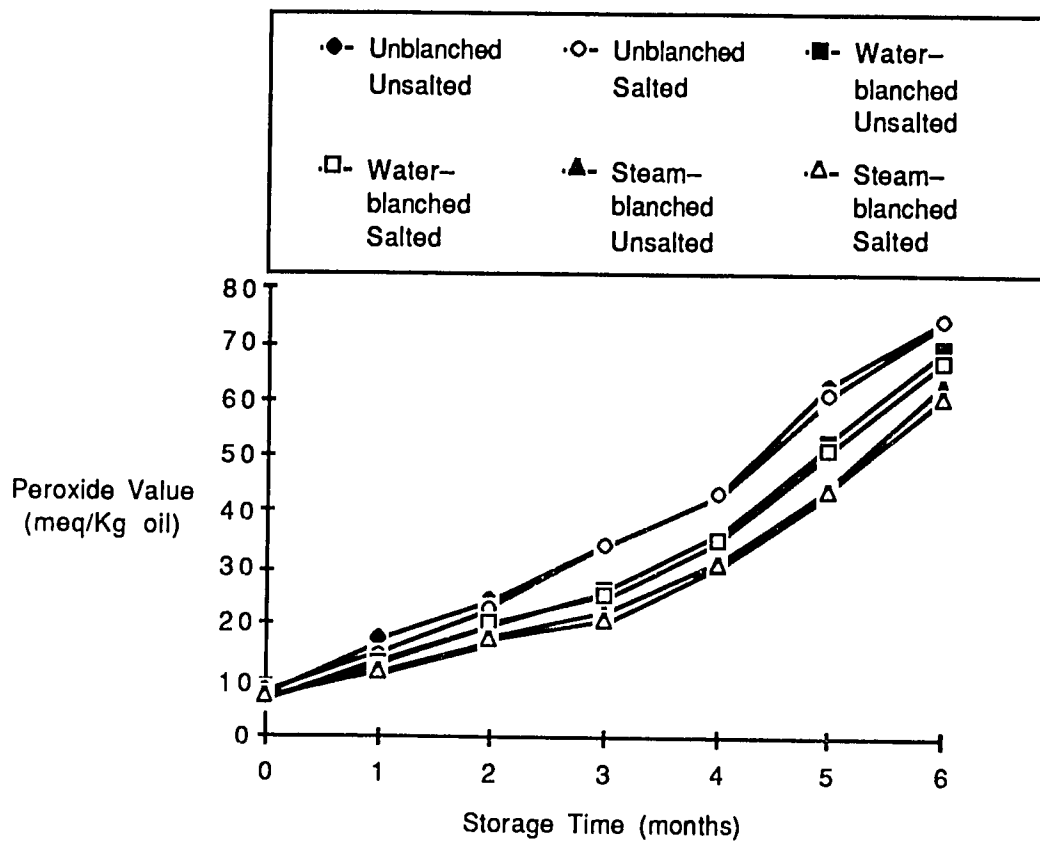 Unblanched
Unsalted
Unblanched
Salted
Water–
blanched
Unsalted
Water–
blanched
Salted
Steam–
blanched
Unsalted
Steam–
blanched
Salted
80
70
60
50
40
30
20
10
0
Peroxide Value
(meq/Kg oil)
0 1 2 3 4 5 6
Storage Time (months)